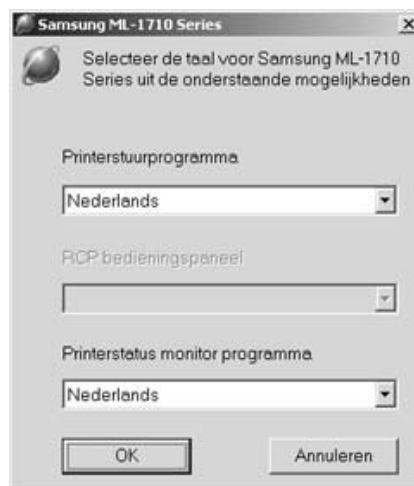 Samsung ML-1710 Series
Selecteer de taal voor Samsung ML-1710
Series uit de onderstaande mogelijkheden
Printerstuurprogramma
Nederlands
RCP bedieningspaneel
Printerstatus monitor programma
Nederlands
OK
Annuleren